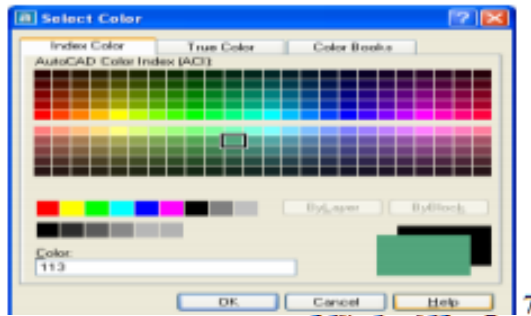 Select Color
Index Color True Color Color Books
AutoCAD Color Index (ACI):
ByLayer ByBlock
Color:
113
OK Cancel Help